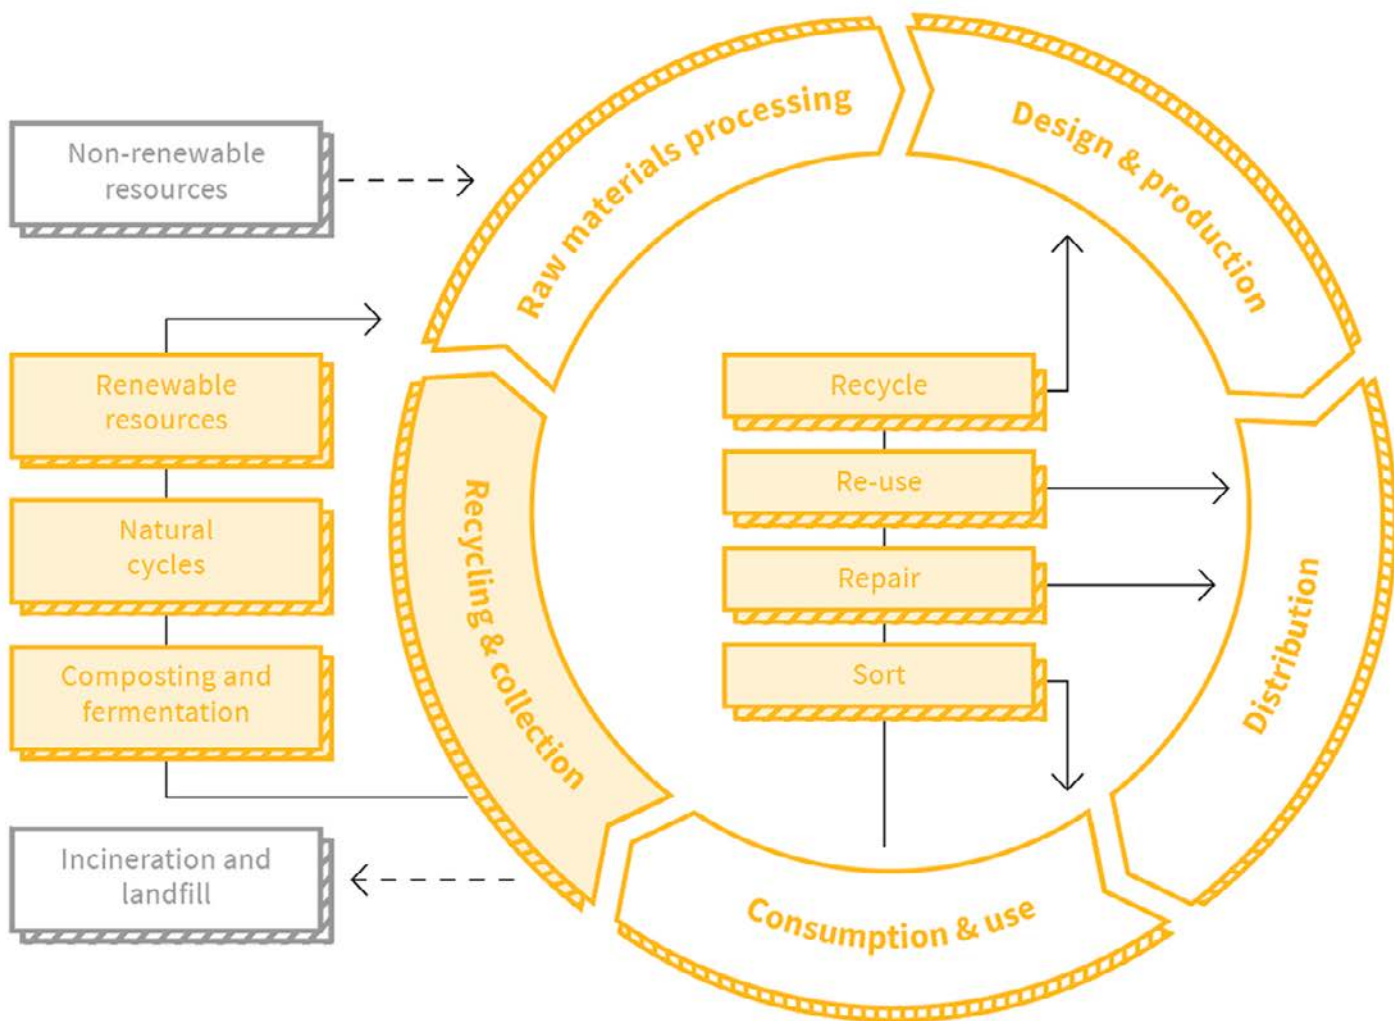 Raw materials processing
Design & production
Non-renewable
resources
Renewable
resources
Natural
cycles
Composting and
fermentation
Incineration and
landfill
Recycling & collection
Recycle
Re-use
Repair
Sort
Distribution
Consumption & use